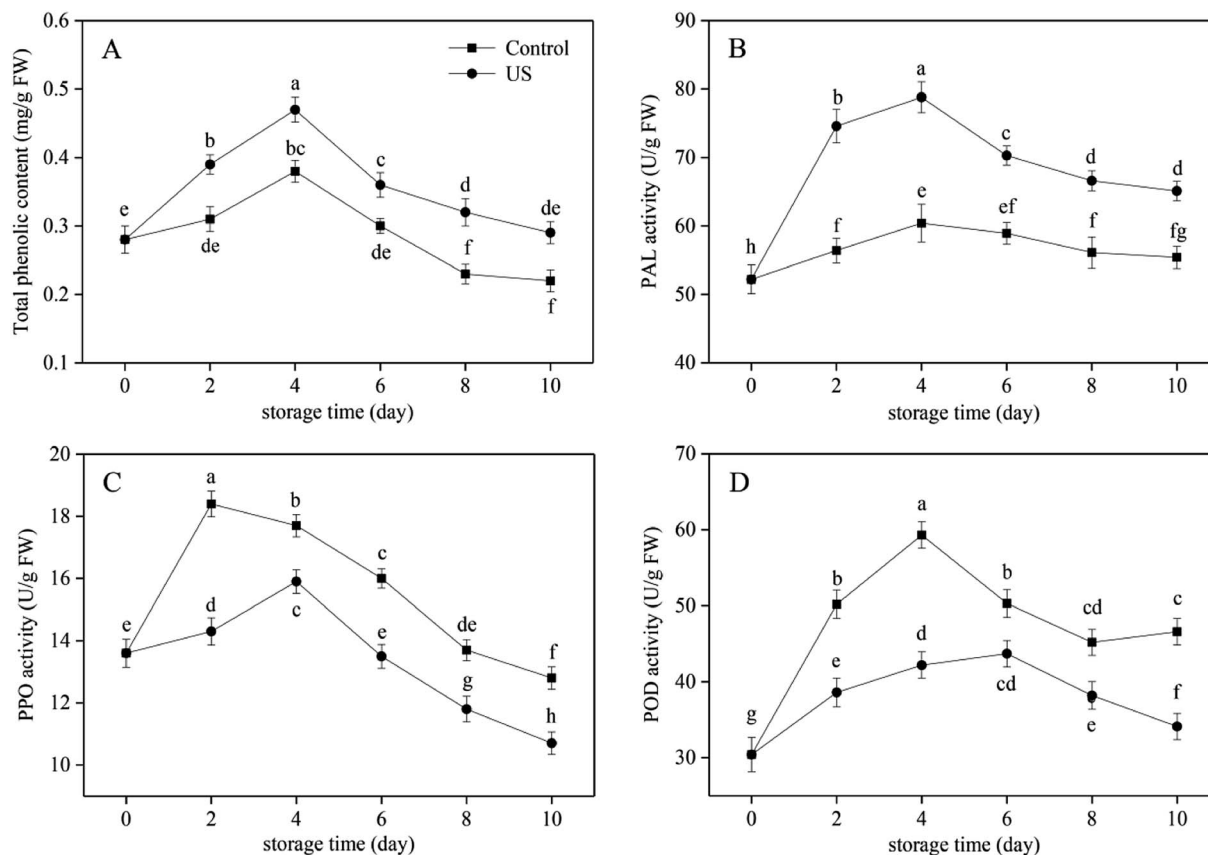 A
Control
US
Total phenolic content (mg/g FW)
0.6
0.5
0.4
0.3
0.2
0.1
e
b
a
bc
c
d
de
de
de
f
f
0
2
4
6
8
10
storage time (day)
B
PAL activity (U/g FW)
90
80
70
60
50
40
h
b
a
c
d
d
f
e
ef
f
fg
0
2
4
6
8
10
storage time (day)
C
PPO activity (U/g FW)
20
18
16
14
12
10
e
a
b
c
de
f
d
c
e
g
h
0
2
4
6
8
10
storage time (day)
D
POD activity (U/g FW)
70
60
50
40
30
g
b
a
b
cd
c
e
d
cd
e
f
0
2
4
6
8
10
storage time (day)